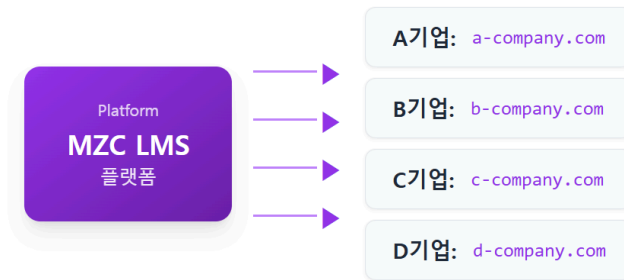 Platform
MZC LMS
플랫폼
A기업: a-company.com
B기업: b-company.com
C기업: c-company.com
D기업: d-company.com